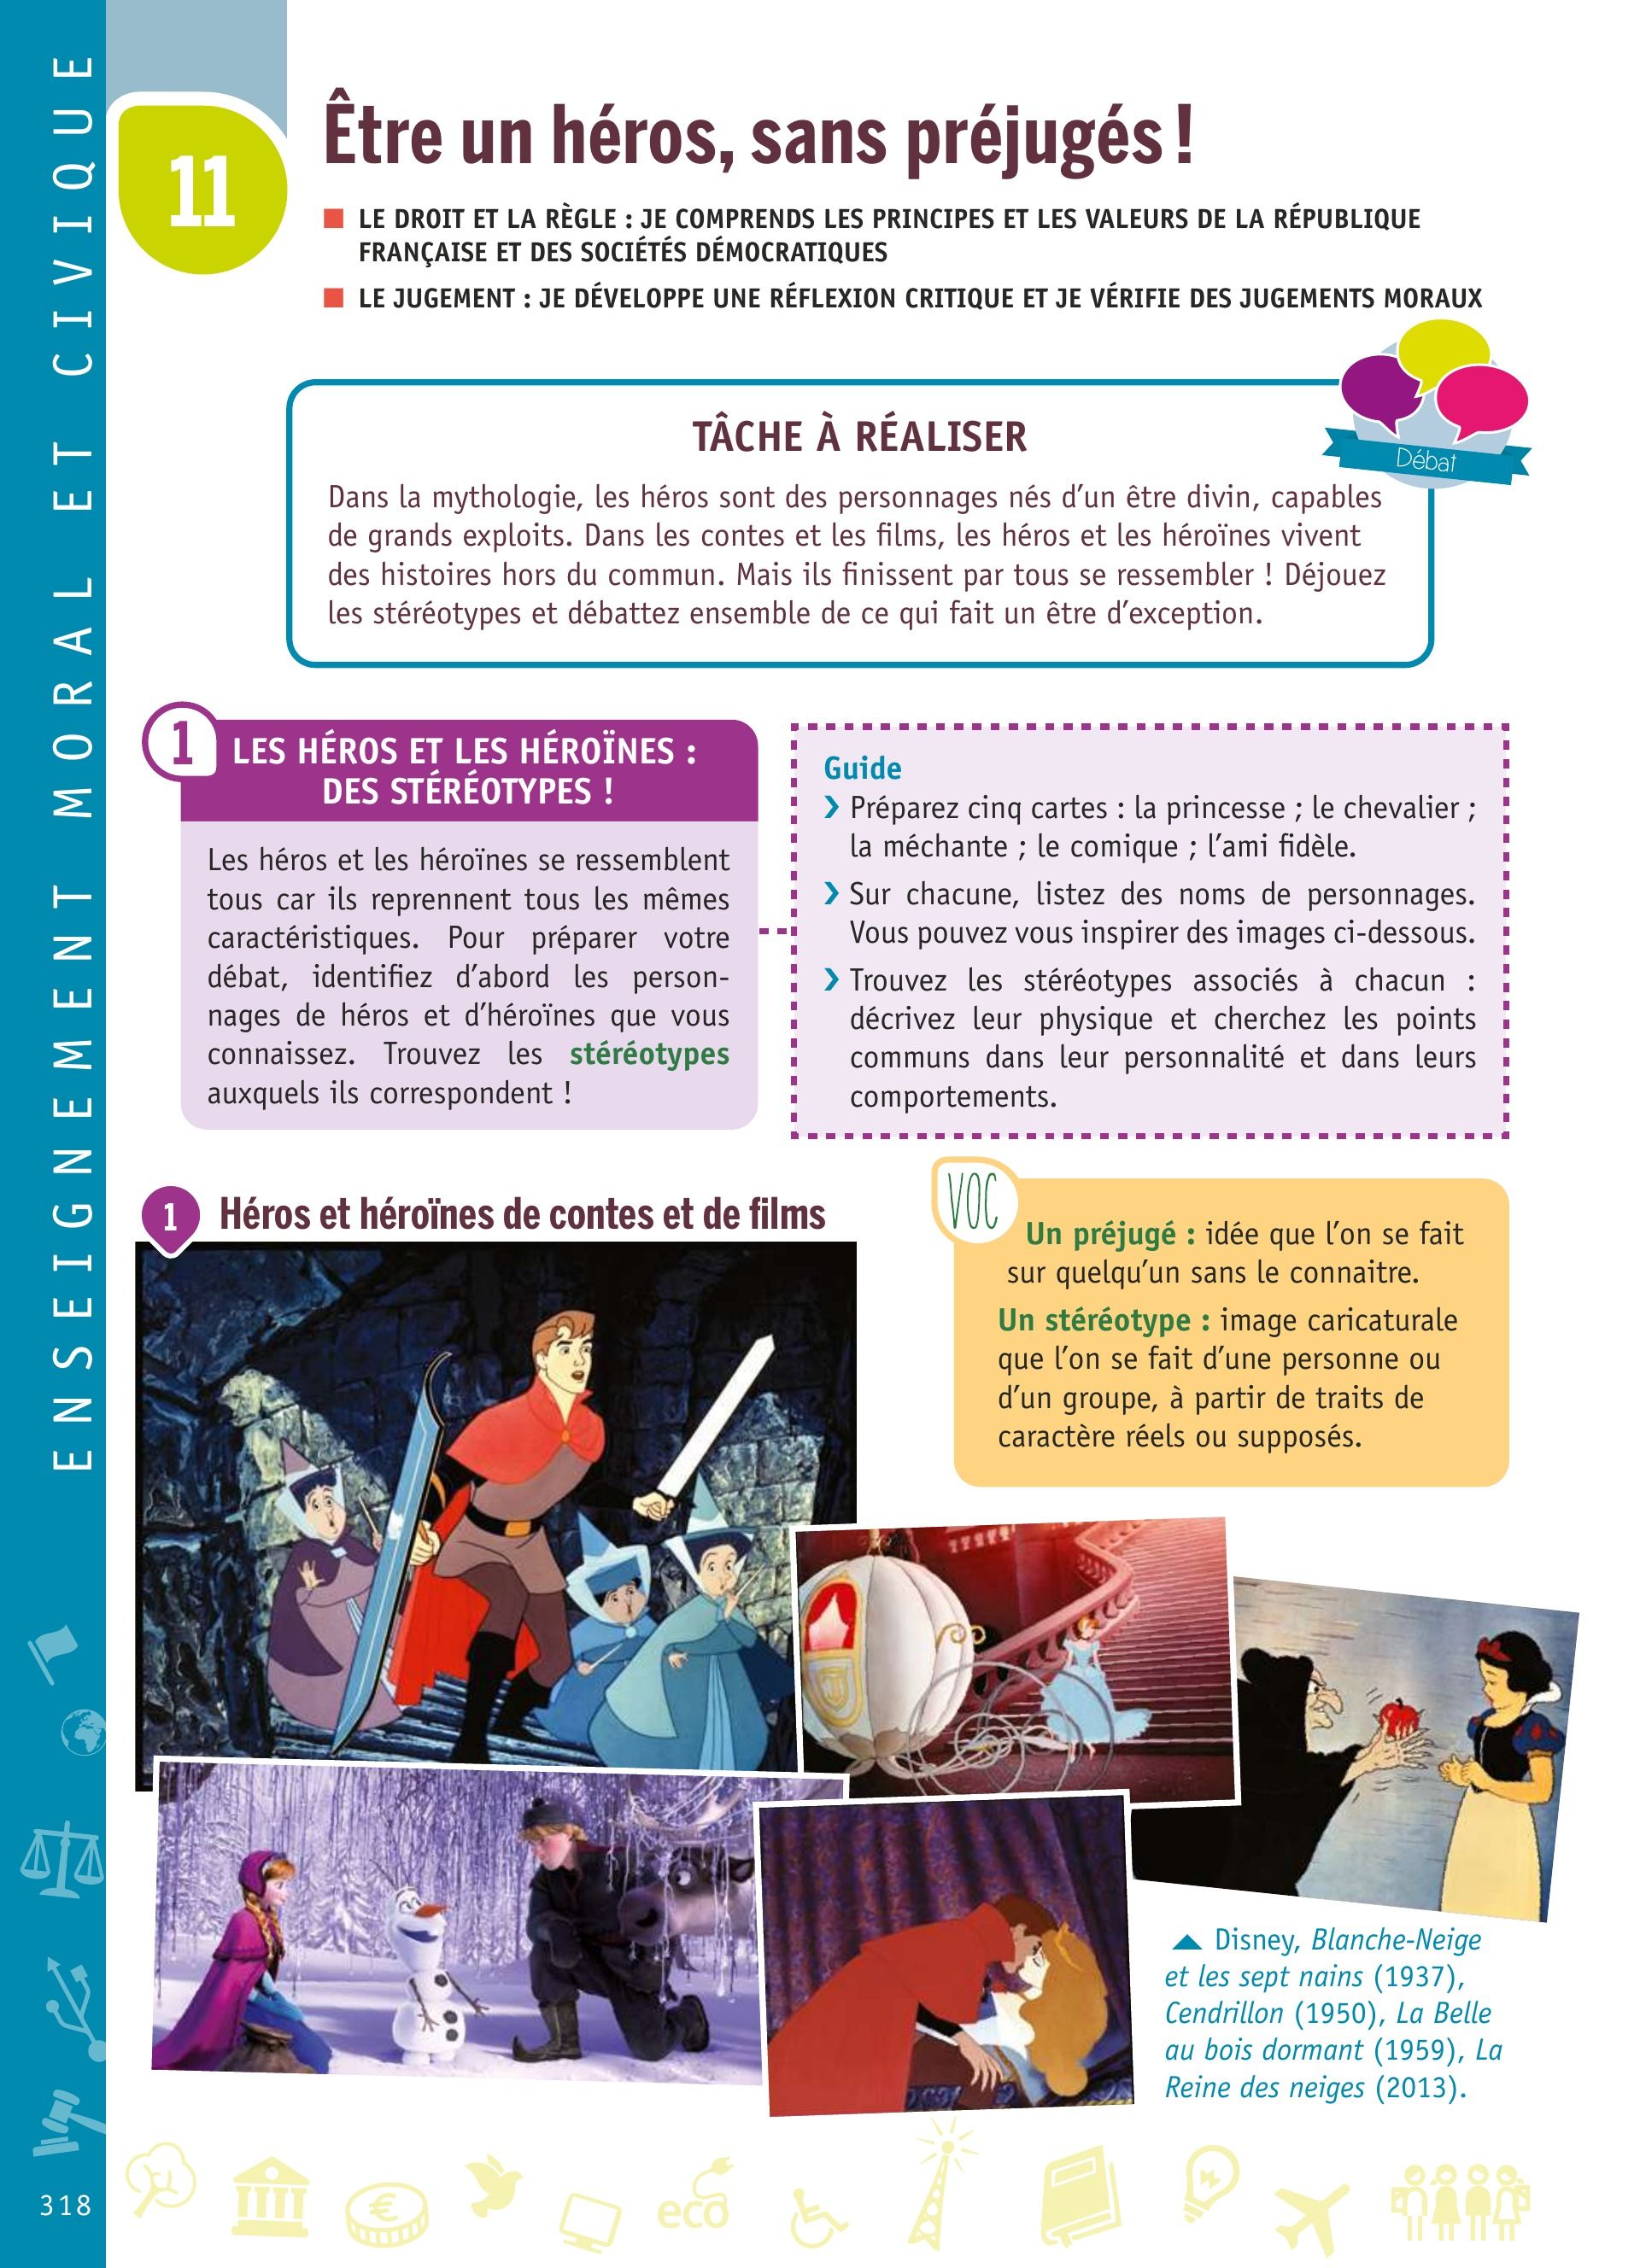 ENSEIGNEMENT MORAL ET CIVIQUE
11
Être un héros, sans préjugés !
LE DROIT ET LA RÈGLE : JE COMPRENDS LES PRINCIPES ET LES VALEURS DE LA RÉPUBLIQUE
FRANÇAISE ET DES SOCIÉTÉS DÉMOCRATIQUES
LE JUGEMENT : JE DÉVELOPPE UNE RÉFLEXION CRITIQUE ET JE VÉRIFIE DES JUGEMENTS MORAUX
Débat
TÂCHE À RÉALISER
Dans la mythologie, les héros sont des personnages nés d’un être divin, capables
de grands exploits. Dans les contes et les films, les héros et les héroïnes vivent
des histoires hors du commun. Mais ils finissent par tous se ressembler ! Déjouez
les stéréotypes et débattez ensemble de ce qui fait un être d’exception.
1
LES HÉROS ET LES HÉROÏNES :
DES STÉRÉOTYPES !
Les héros et les héroïnes se ressemblent
tous car ils reprennent tous les mêmes
caractéristiques. Pour préparer votre
débat, identifiez d’abord les person-
nages de héros et d’héroïnes que vous
connaissez. Trouvez les stéréotypes
auxquels ils correspondent !
Guide
❯ Préparez cinq cartes : la princesse ; le chevalier ;
la méchante ; le comique ; l’ami fidèle.
❯ Sur chacune, listez des noms de personnages.
Vous pouvez vous inspirer des images ci-dessous.
❯ Trouvez les stéréotypes associés à chacun :
décrivez leur physique et cherchez les points
communs dans leur personnalité et dans leurs
comportements.
1 Héros et héroïnes de contes et de films
VOC
Un préjugé : idée que l’on se fait
sur quelqu’un sans le connaitre.
Un stéréotype : image caricaturale
que l’on se fait d’une personne ou
d’un groupe, à partir de traits de
caractère réels ou supposés.
Disney, Blanche-Neige
et les sept nains (1937),
Cendrillon (1950), La Belle
au bois dormant (1959), La
Reine des neiges (2013).
318
€
eco